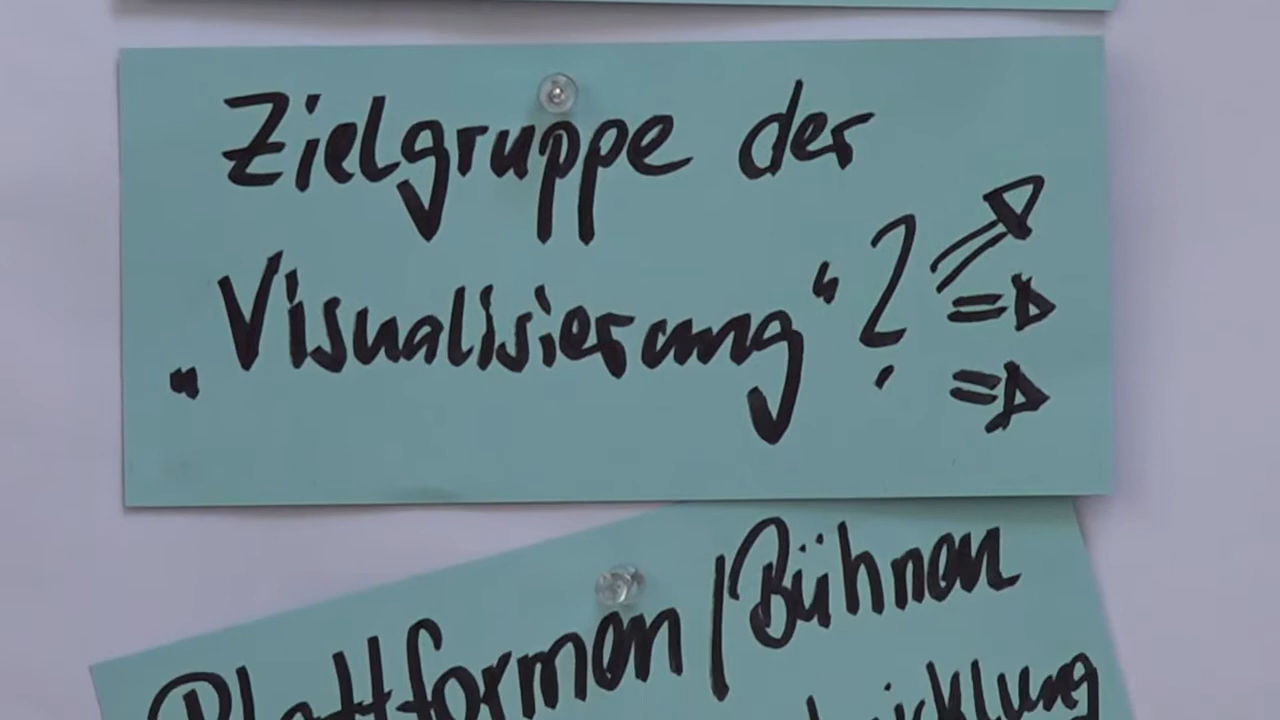 Zielgruppe der
„Visualisierung“?
Plattformen/Bühnen